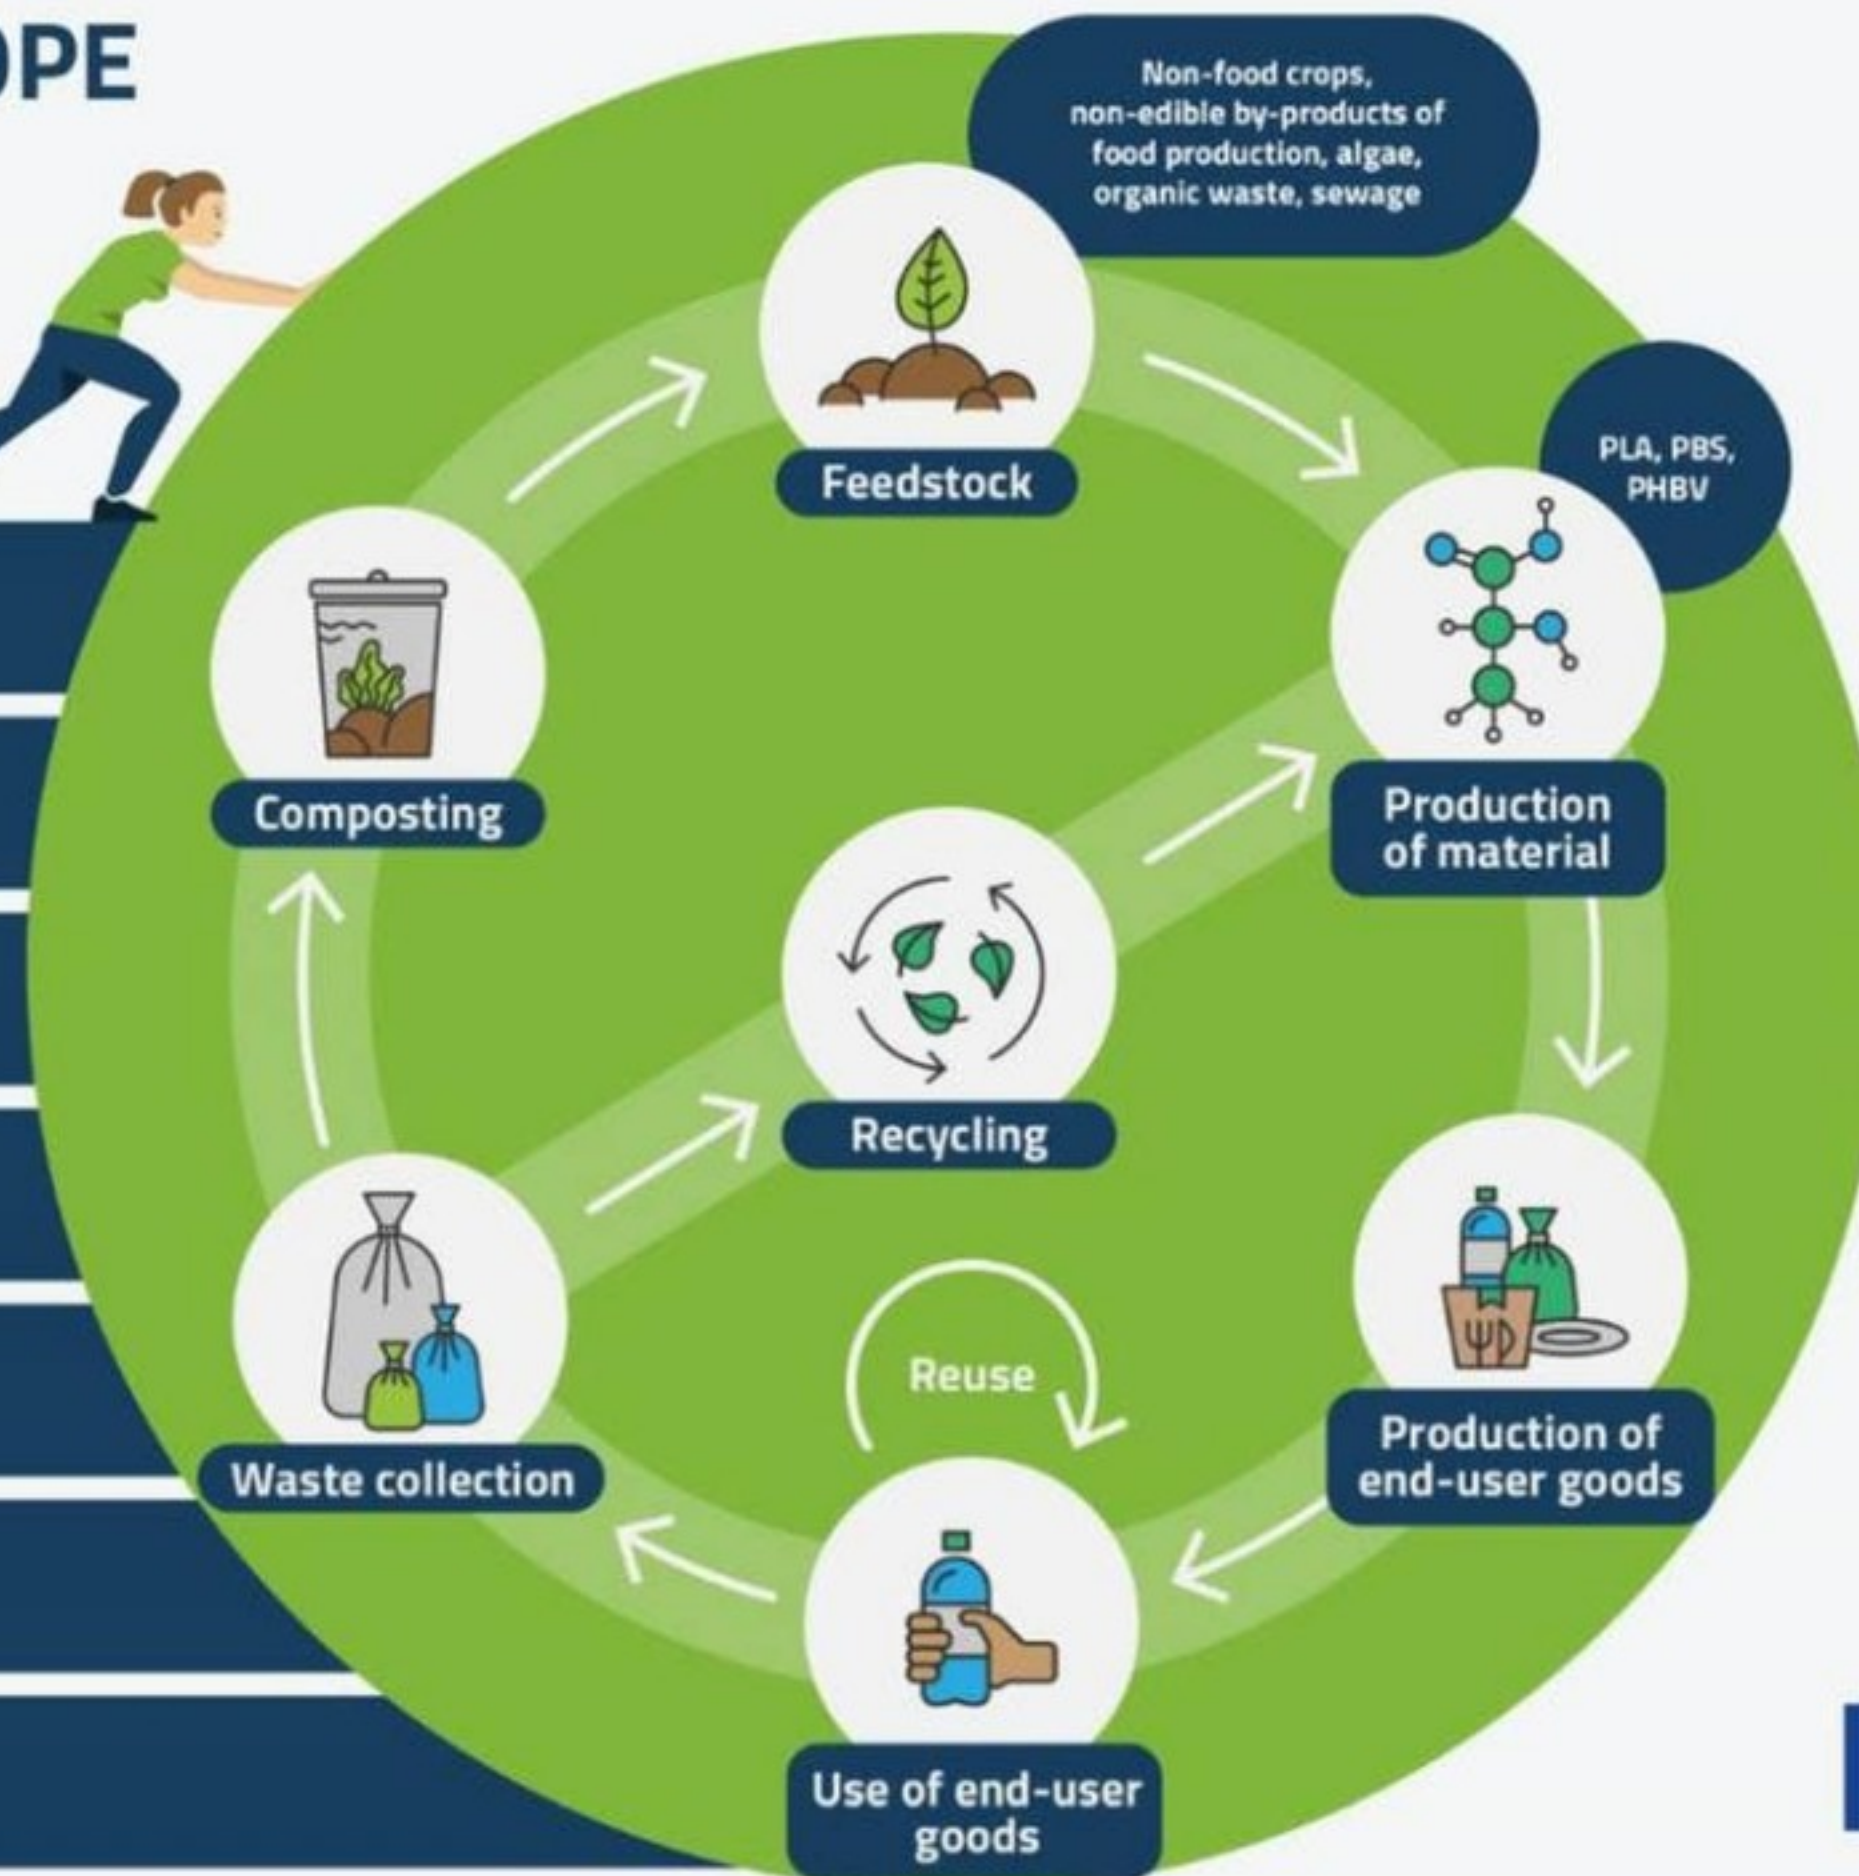 OPE
Non-food crops,
non-edible by-products of
food production, algae,
organic waste, sewage
Feedstock
PLA, PBS,
PHBV
Composting
Production
of material
Recycling
Reuse
Waste collection
Production of
end-user goods
Use of end-user
goods